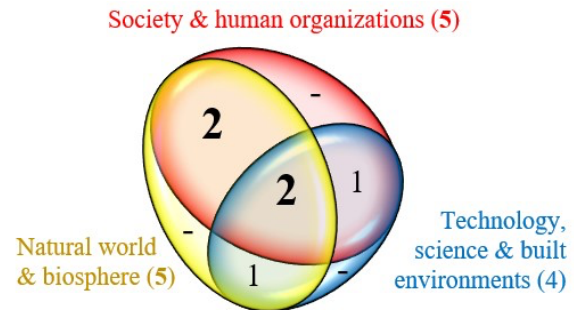 Society & human organizations (5)
-
2
2
1
-
1
-
Natural world
& biosphere (5)
Technology,
science & built
environments (4)